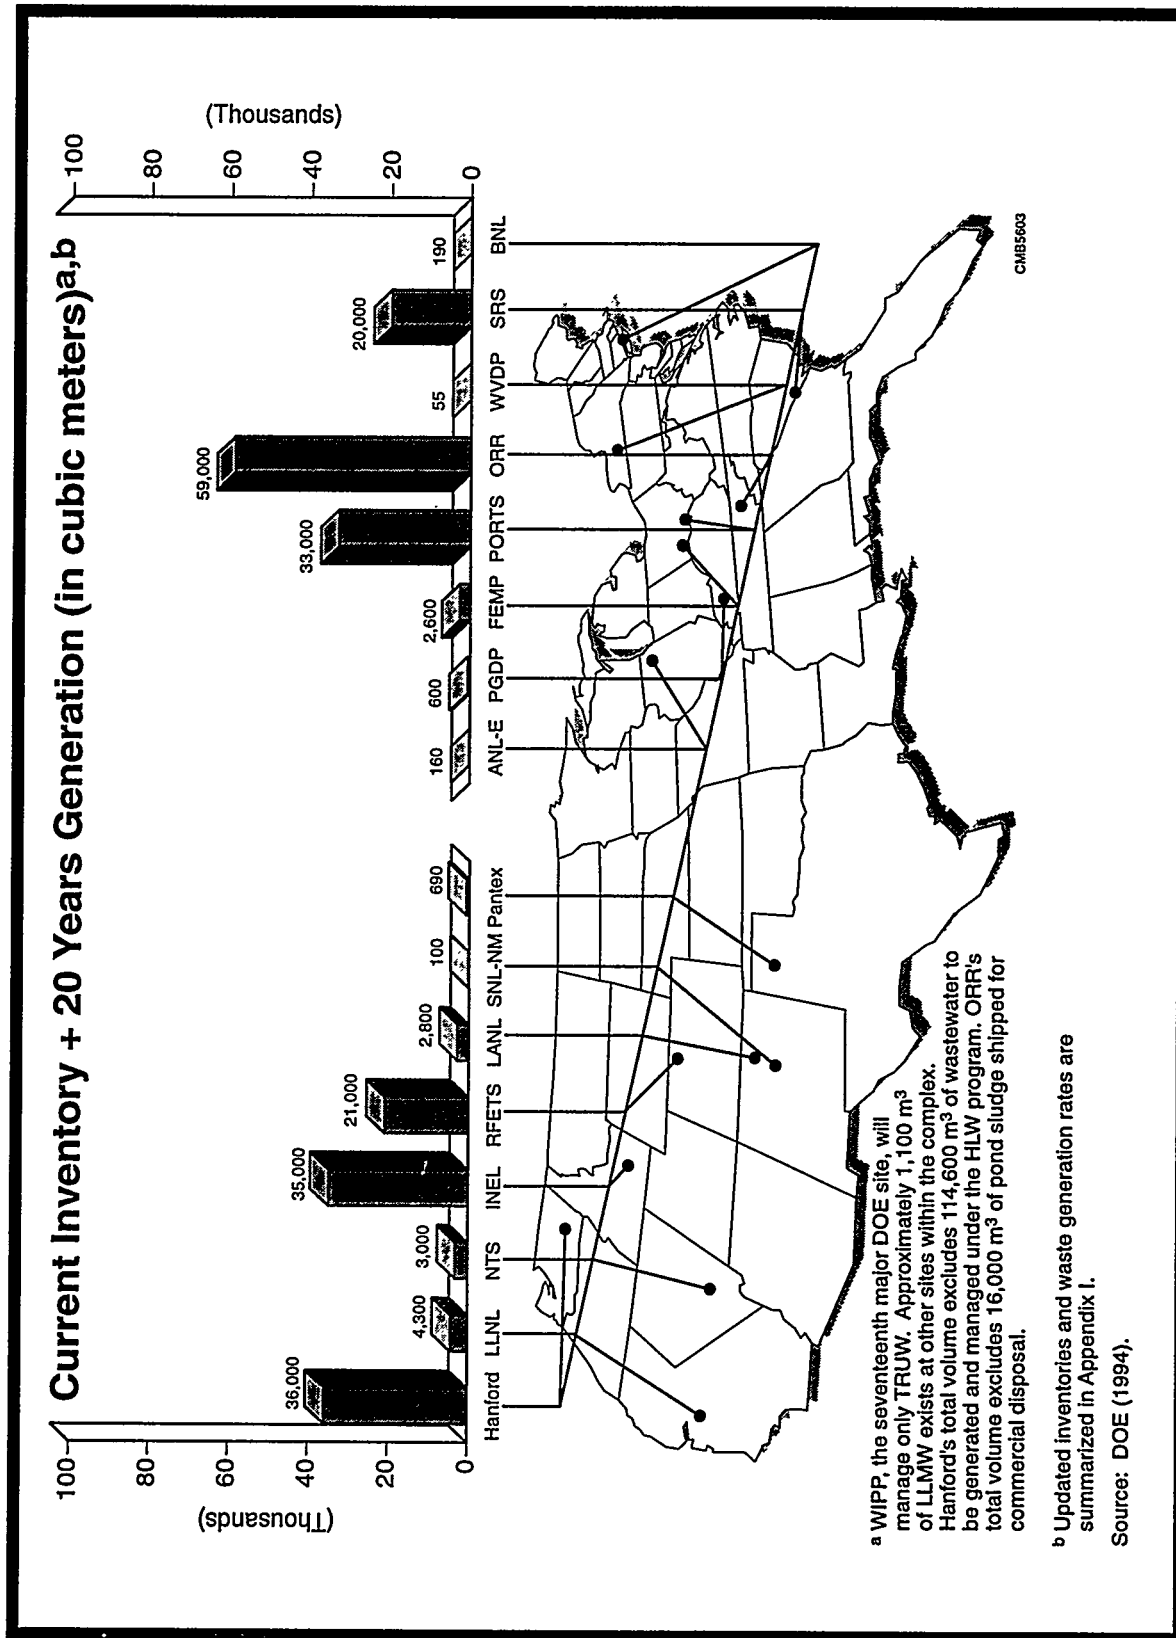 Current Inventory + 20 Years Generation (in cubic meters)a,b
(Thousands)
100
80
60
40
20
0
36,000
4,300
3,000
35,000
21,000
2,800
100
690
160
600
2,600
33,000
59,000
55
20,000
190
100
80
60
40
20
0
(Thousands)
Hanford LLNL NTS INEL RFETS LANL SNL-NM Pantex ANL-E PGDP FEMP PORTS ORR WVDP SRS BNL
a WIPP, the seventeenth major DOE site, will
manage only TRUW. Approximately 1,100 m3
of LLMW exists at other sites within the complex.
Hanford's total volume excludes 114,600 m3 of wastewater to
be generated and managed under the HLW program. ORR's
total volume excludes 16,000 m3 of pond sludge shipped for
commercial disposal.
CMB5603
b Updated inventories and waste generation rates are
summarized in Appendix I.
Source: DOE (1994).